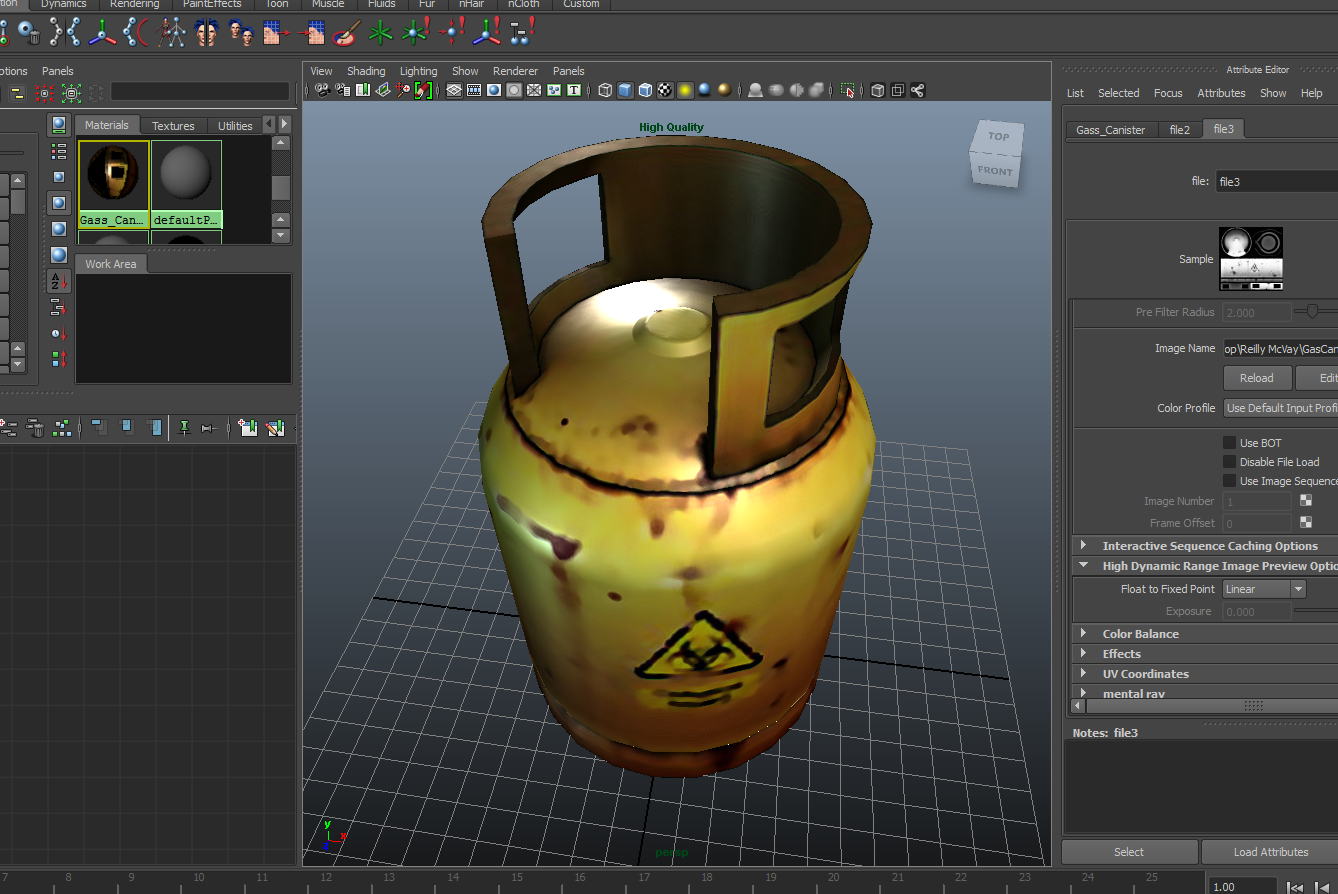 Dynamics Rendering PaintEffects Toon Muscle Fluids Fur nHair nCloth Custom
Panels
View Shading Lighting Show Renderer Panels
Attribute Editor
List Selected Focus Attributes Show Help
Materials Textures Utilities
High Quality
TOP
FRONT
Gass_Canister file2 file3
file: file3
Gass_Can... defaultP...
Work Area
Sample
Pre Filter Radius 2.000
Image Name op\Reilly McVay\GasCan
Reload Edit
Color Profile Use Default Input Profi
Use BOT
Disable File Load
Use Image Sequence
Image Number 1
Frame Offset 0
Interactive Sequence Caching Options
High Dynamic Range Image Preview Optio
Float to Fixed Point Linear
Exposure 0.000
Color Balance
Effects
UV Coordinates
mental ray
Notes: file3
y
x
persp
Select Load Attributes
7 8 9 10 11 12 13 14 15 16 17 18 19 20 21 22 23 24 25
1.00